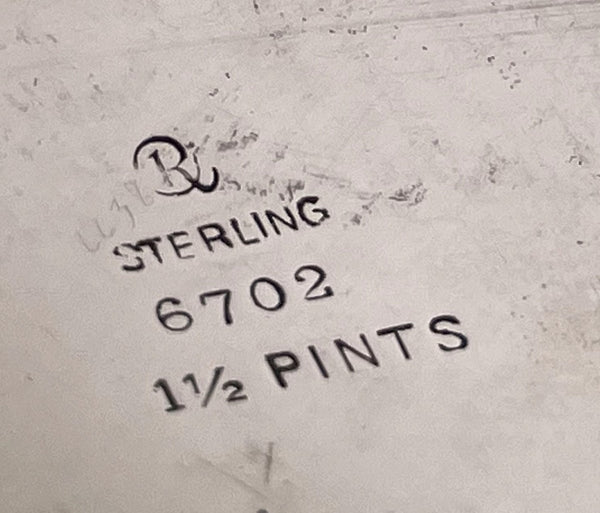 R
STERLING
6702
1½ PINTS